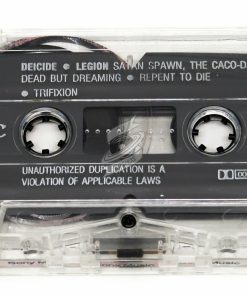 DEICIDE • LEGION SATAN SPAWN, THE CACO-D
DEAD BUT DREAMING • REPENT TO DIE
• TRIFIXION
C
UNAUTHORIZED DUPLICATION IS A
VIOLATION OF APPLICABLE LAWS